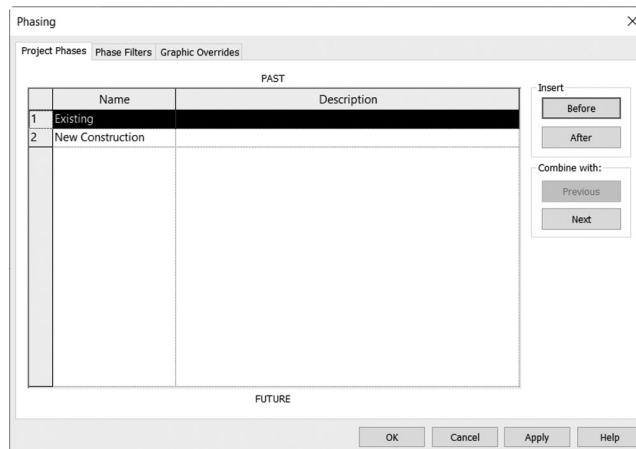 Phasing
Project Phases Phase Filters Graphic Overrides
PAST
Name Description
1 Existing
2 New Construction
FUTURE
Insert
Before
After
Combine with:
Previous
Next
OK Cancel Apply Help